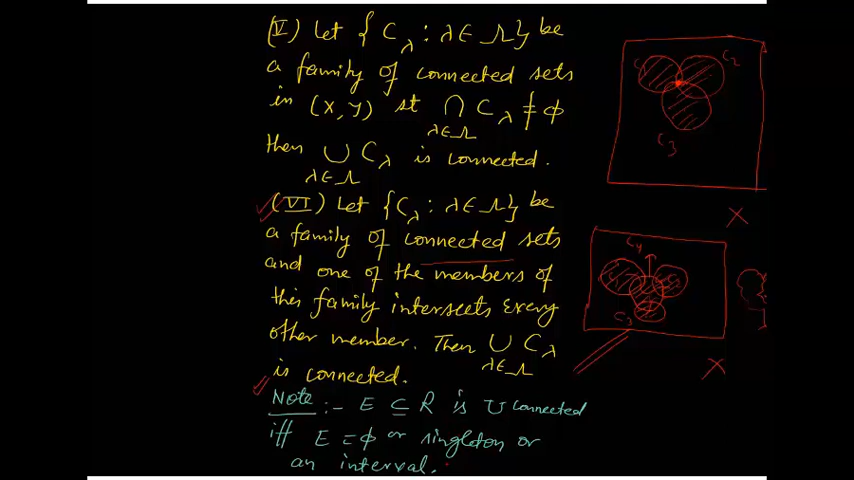 (V) Let { C_λ : λ ∈ Λ } be
a family of connected sets
in (X, Y) st ∩_{λ∈Λ} C_λ ≠ φ
then ∪_{λ∈Λ} C_λ is connected.
(VI) Let {C_λ : λ ∈ Λ} be
a family of connected sets
and one of the members of
this family intersects every
other member. Then ∪_{λ∈Λ} C_λ
is connected.
Note :- E ⊆ R is U connected
iff E = φ or singleton or
an interval.
C2
C3
X
C4
C3
X